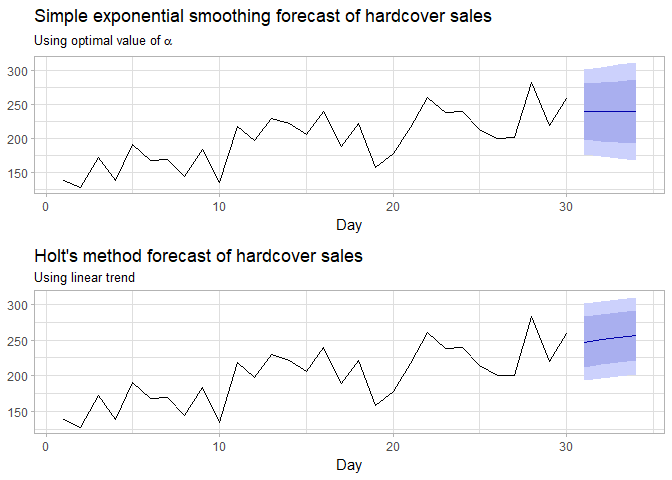 Simple exponential smoothing forecast of hardcover sales
Using optimal value of α
300
250
200
150
0 10 20 30
Day
Holt's method forecast of hardcover sales
Using linear trend
300
250
200
150
0 10 20 30
Day